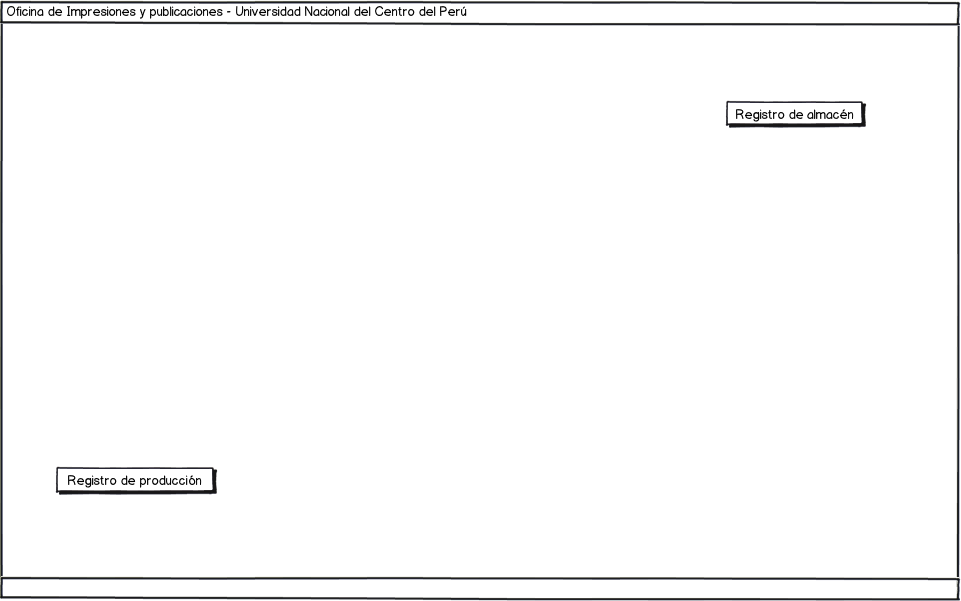 Oficina de Impresiones y publicaciones - Universidad Nacional del Centro del Perú
Registro de almacén
Registro de producción